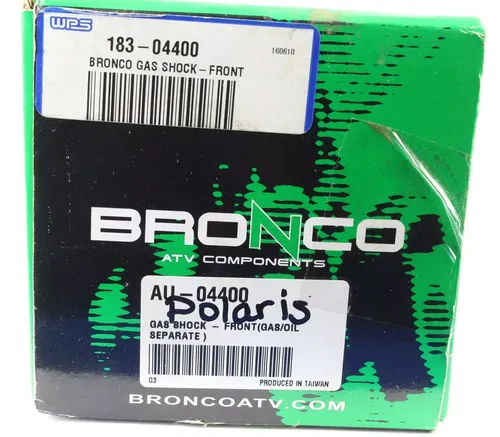 WPS
183-04400
160610
BRONCO GAS SHOCK-FRONT
BRONCO
ATV COMPONENTS
AU-04400
Polaris
GAS SHOCK - FRONT(GAS/OIL
SEPARATE )
03
PRODUCED IN TAIWAN
BRONCOATV.COM